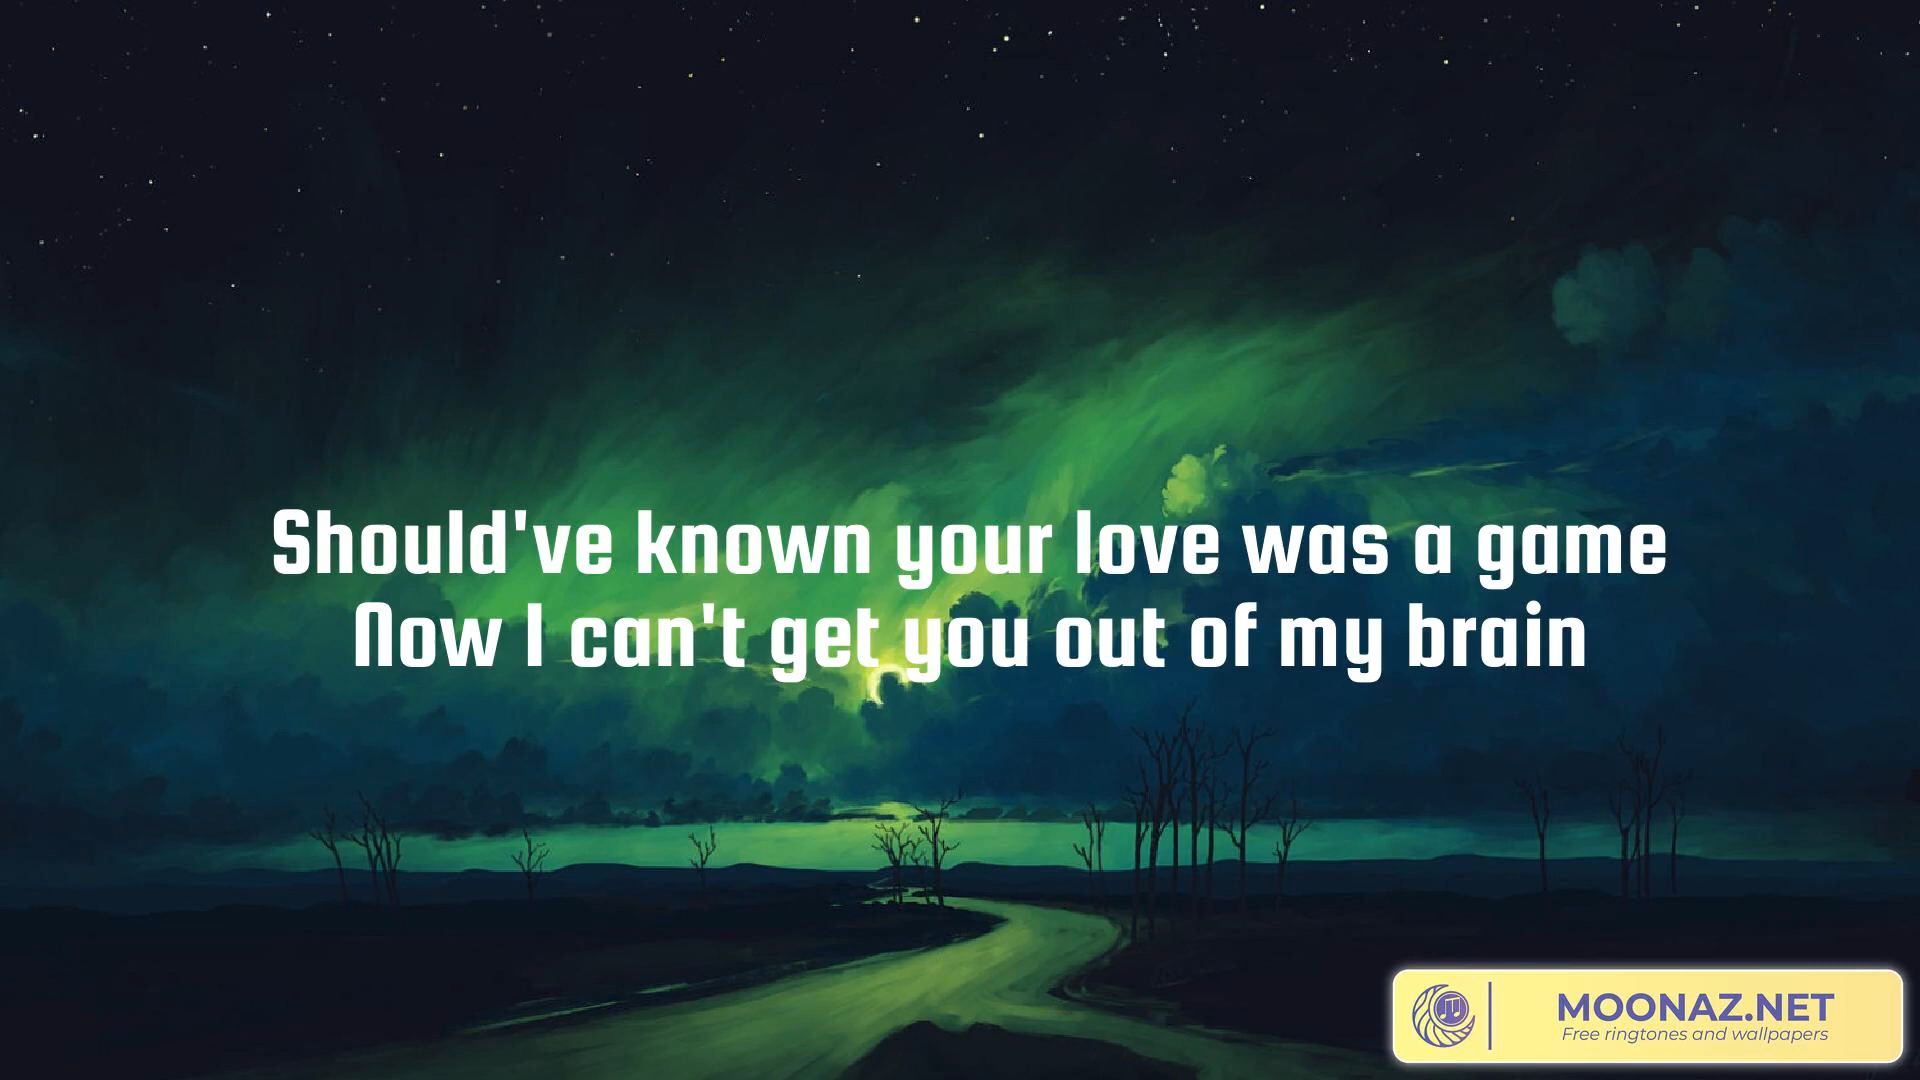 Should've known your love was a game
Now I can't get you out of my brain
MOONAZ.NET
Free ringtones and wallpapers